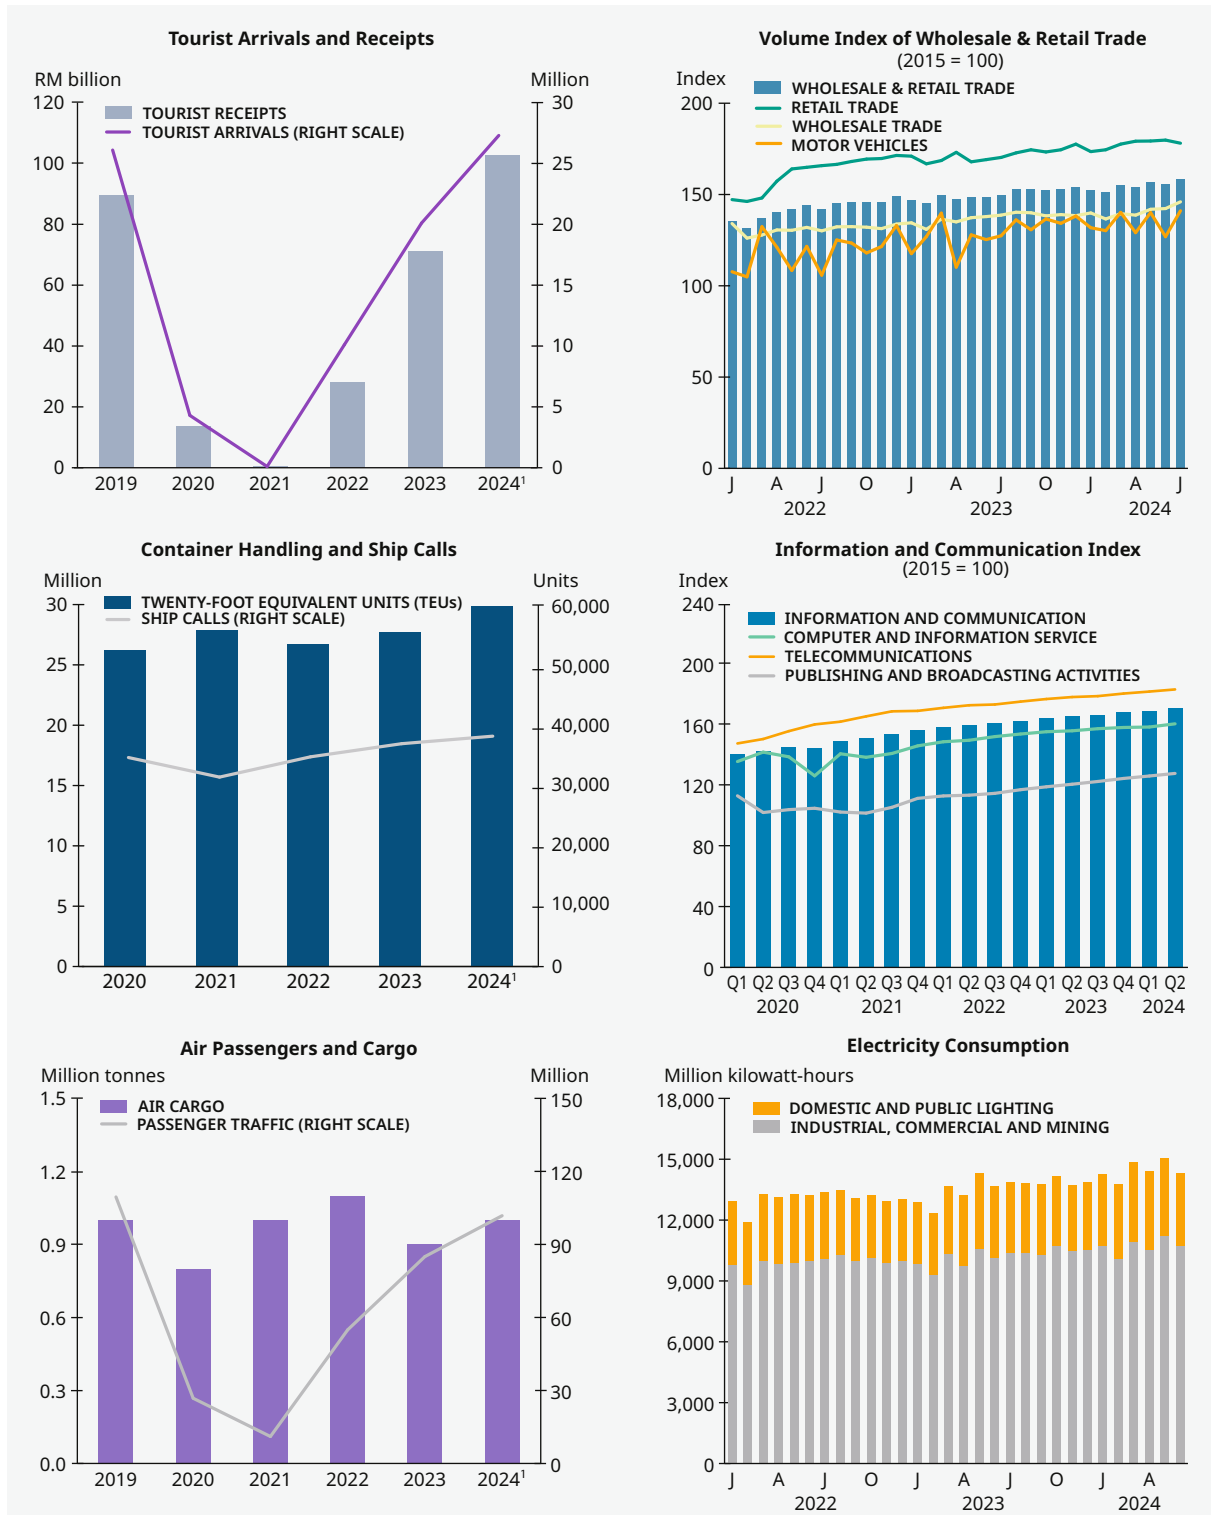 Tourist Arrivals and Receipts
RM billion
Million
TOURIST RECEIPTS
TOURIST ARRIVALS (RIGHT SCALE)
120
100
80
60
40
20
0
30
25
20
15
10
5
0
2019 2020 2021 2022 2023 2024¹
Volume Index of Wholesale & Retail Trade
(2015 = 100)
Index
WHOLESALE & RETAIL TRADE
RETAIL TRADE
WHOLESALE TRADE
MOTOR VEHICLES
200
150
100
50
0
J A J O J A J O J A J
2022 2023 2024
Container Handling and Ship Calls
Million
Units
TWENTY-FOOT EQUIVALENT UNITS (TEUs)
SHIP CALLS (RIGHT SCALE)
30
25
20
15
10
5
0
60,000
50,000
40,000
30,000
20,000
10,000
0
2020 2021 2022 2023 2024¹
Information and Communication Index
(2015 = 100)
Index
INFORMATION AND COMMUNICATION
COMPUTER AND INFORMATION SERVICE
TELECOMMUNICATIONS
PUBLISHING AND BROADCASTING ACTIVITIES
240
200
160
120
80
40
0
Q1 Q2 Q3 Q4 Q1 Q2 Q3 Q4 Q1 Q2 Q3 Q4 Q1 Q2 Q3 Q4 Q1 Q2
2020 2021 2022 2023 2024
Air Passengers and Cargo
Million tonnes
Million
AIR CARGO
PASSENGER TRAFFIC (RIGHT SCALE)
1.5
1.2
0.9
0.6
0.3
0.0
150
120
90
60
30
0
2019 2020 2021 2022 2023 2024¹
Electricity Consumption
Million kilowatt-hours
DOMESTIC AND PUBLIC LIGHTING
INDUSTRIAL, COMMERCIAL AND MINING
18,000
15,000
12,000
9,000
6,000
3,000
0
J A J O J A J O J A
2022 2023 2024